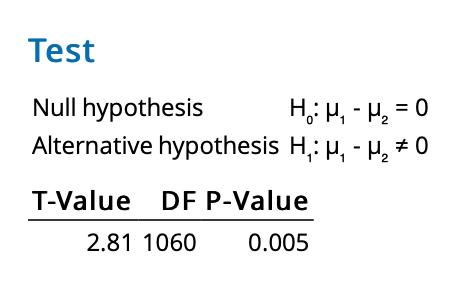 Test
Null hypothesis H₀: μ₁ - μ₂ = 0
Alternative hypothesis H₁: μ₁ - μ₂ ≠ 0
T-Value DF P-Value
2.81 1060 0.005